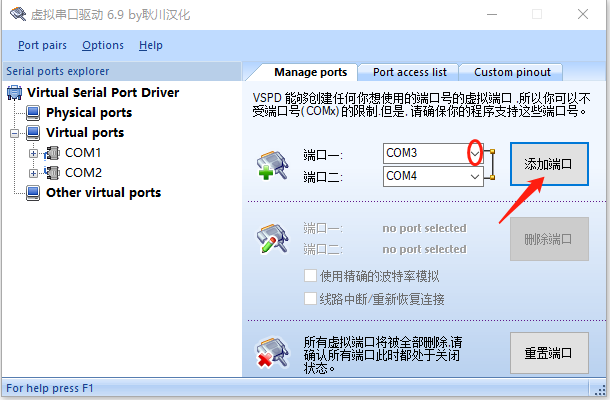 虚拟串口驱动 6.9 by耿川汉化
Port pairs Options Help
Serial ports explorer
Virtual Serial Port Driver
Physical ports
Virtual ports
COM1
COM2
Other virtual ports
Manage ports Port access list Custom pinout
VSPD 能够创建任何你想使用的端口号的虚拟端口 ,所以你可以不
受端口号( COMx) 的限制.但是, 请确保你的程序支持这些端口号。
端口一: COM3
端口二: COM4
添加端口
端口一: no port selected
端口二: no port selected
删除端口
使用精确的波特率模拟
线路中断/重新恢复连接
所有虚拟端口将被全部删除,请
确认所有端口此时都处于关闭
状态。
重置端口
For help press F1